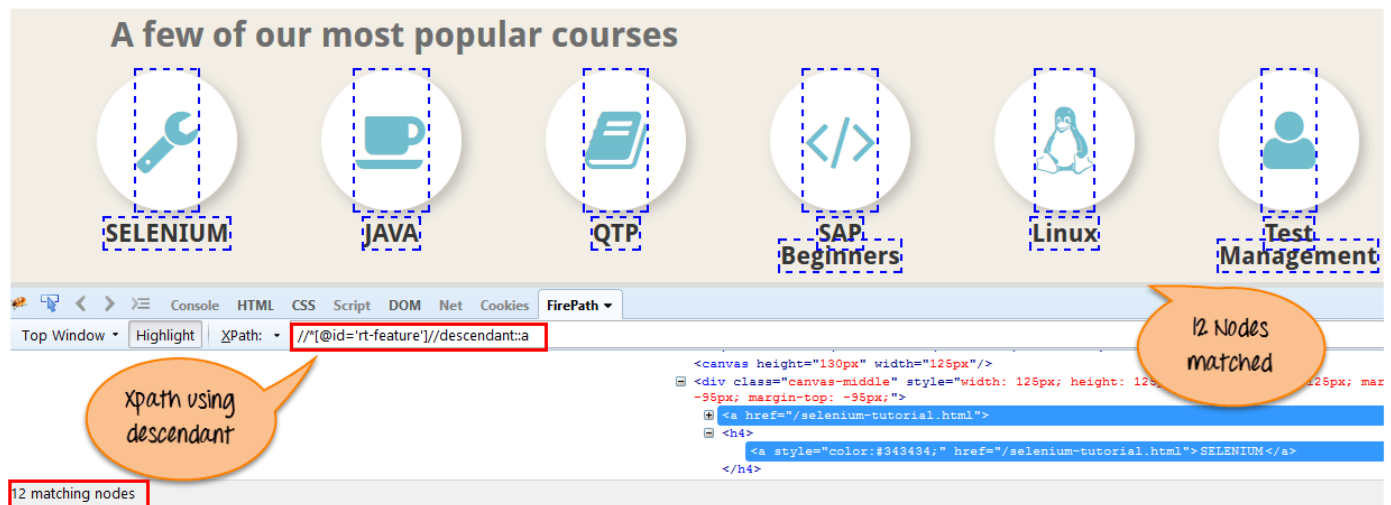 A few of our most popular courses
SELENIUM JAVA QTP SAP Beginners Linux Test Management
Console HTML CSS Script DOM Net Cookies FirePath
Top Window Highlight XPath: //*[@id='rt-feature']//descendant::a
12 Nodes matched
Xpath using descendant
<canvas height="130px" width="125px"/>
<div class="canvas-middle" style="width: 125px; height: 125px; mar
-95px; margin-top: -95px;">
<a href="/selenium-tutorial.html">
<h4>
<a style="color:#343434;" href="/selenium-tutorial.html">SELENIUM</a>
</h4>
12 matching nodes